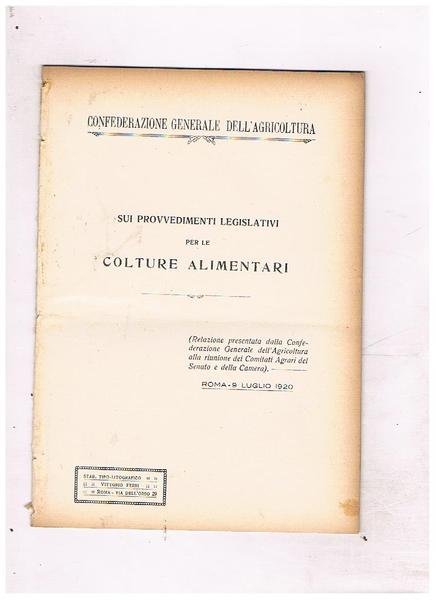 CONFEDERAZIONE GENERALE DELL'AGRICOLTURA
SUI PROVVEDIMENTI LEGISLATIVI
PER LE
COLTURE ALIMENTARI
(Relazione presentata dalla Confe-
derazione Generale dell'Agricoltura
alla riunione dei Comitati Agrari del
Senato e della Camera).
ROMA - 9 LUGLIO 1920
STAB. TIPO-LITOGRAFICO
VITTORIO FERRI
ROMA - VIA DELL'ORSO 29